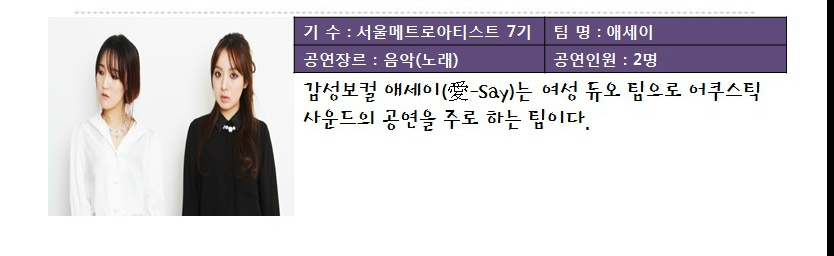 기 수 : 서울메트로아티스트 7기 팀 명 : 애세이
공연장르 : 음악(노래) 공연인원 : 2명
감성보컬 애세이(愛-Say)는 여성 듀오 팀으로 어쿠스틱
사운드의 공연을 주로 하는 팀이다.